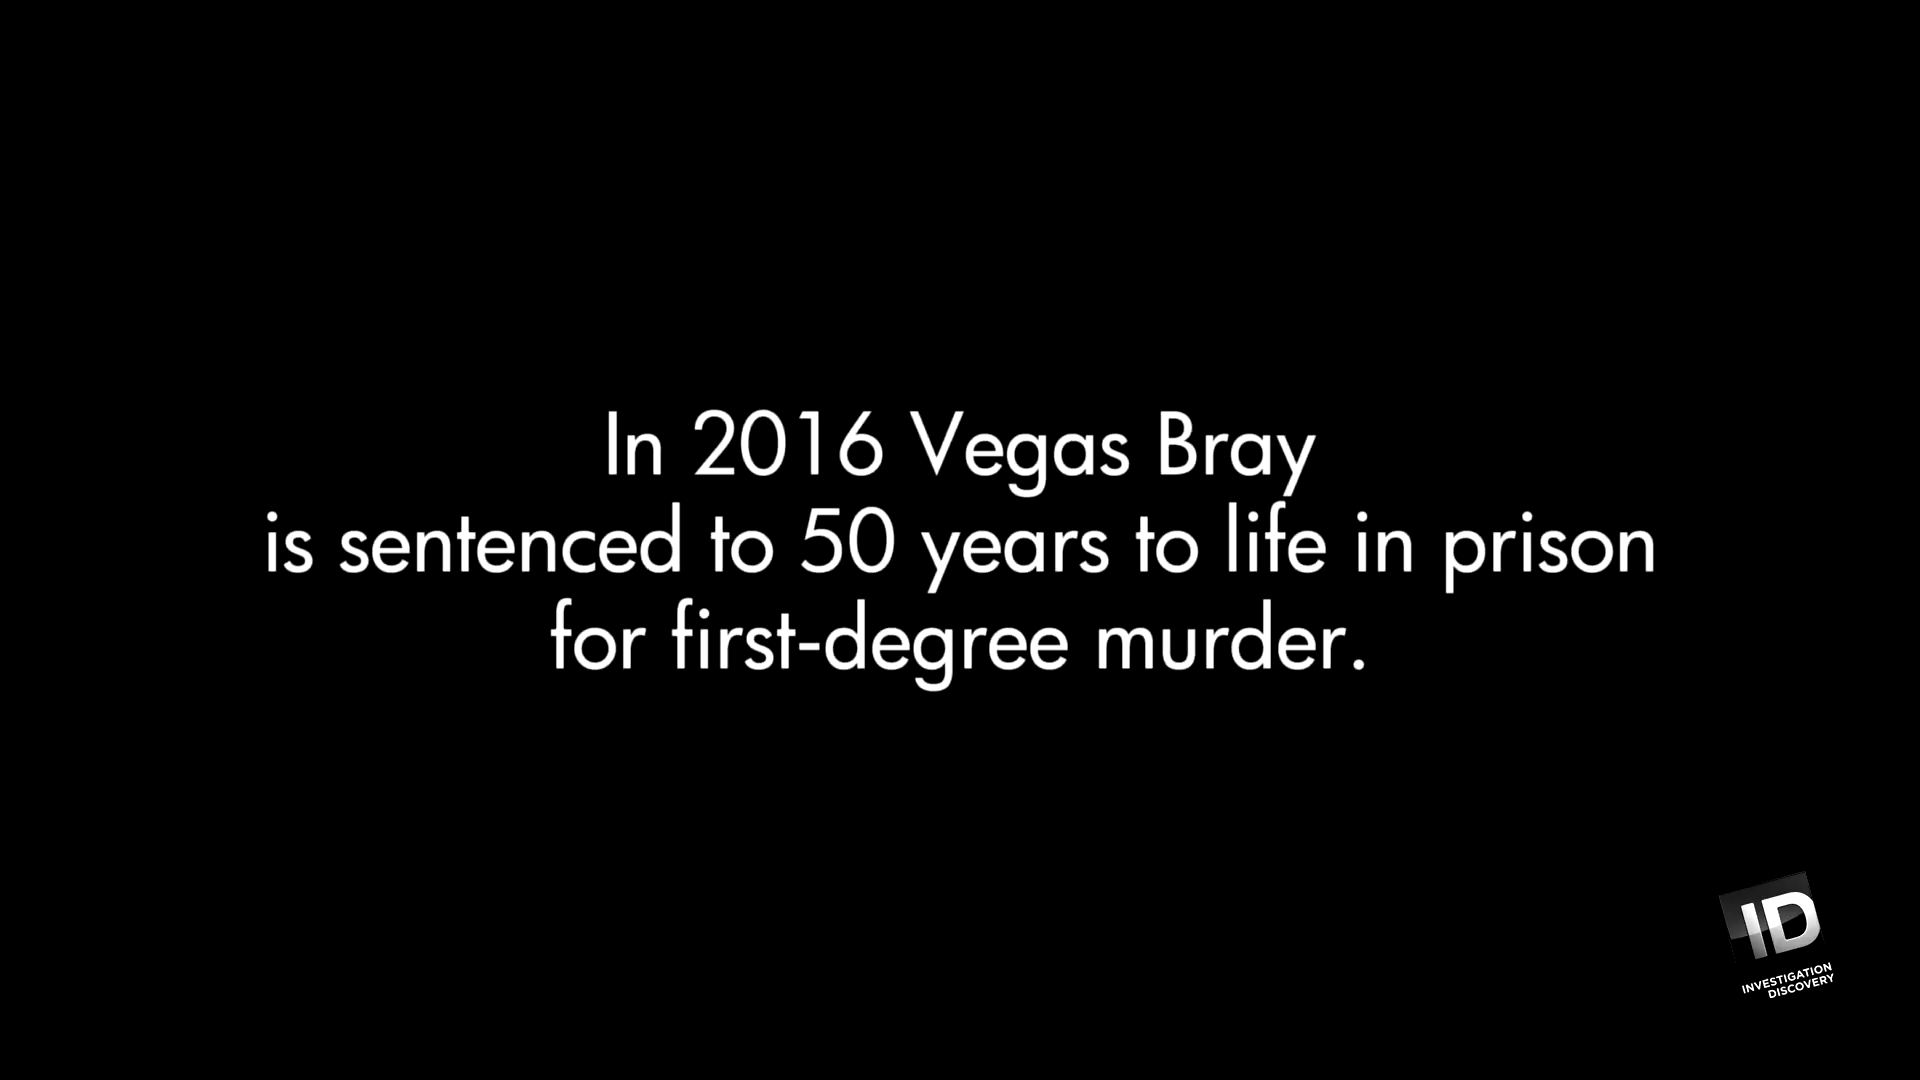 In 2016 Vegas Bray
is sentenced to 50 years to life in prison
for first-degree murder.
ID
INVESTIGATION
DISCOVERY